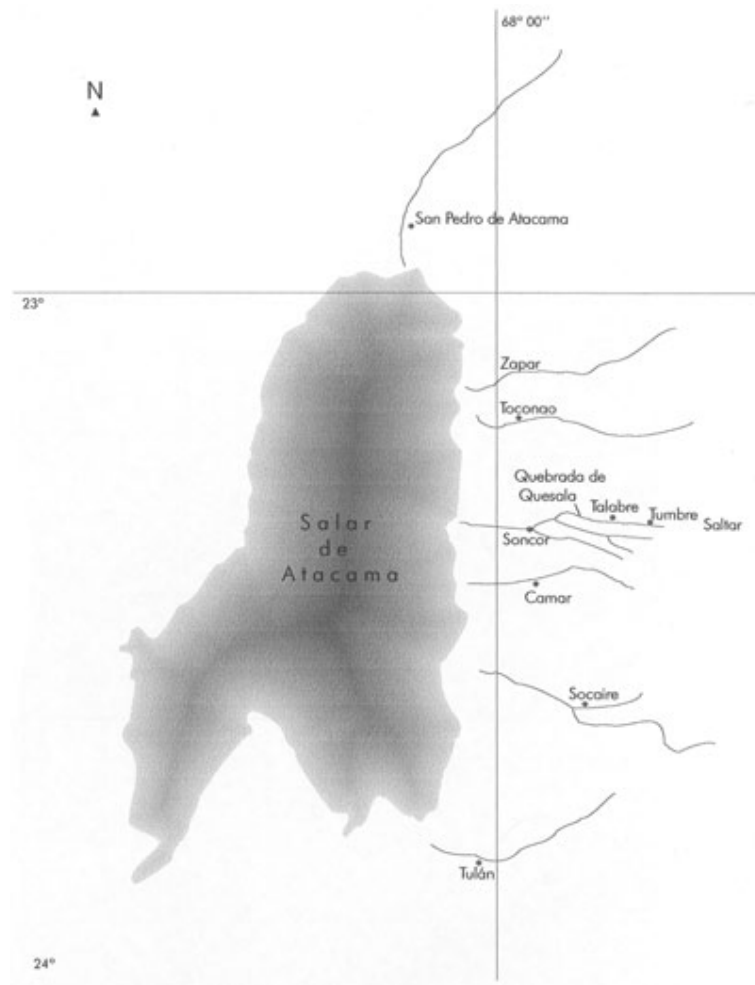 68° 00''
N
San Pedro de Atacama
23°
Zapar
Toconao
Quebrada de
Quesala
Talabre
Tumbre
Saltar
Soncor
Salar
de
Atacama
Camar
Socaire
Tulán
24°